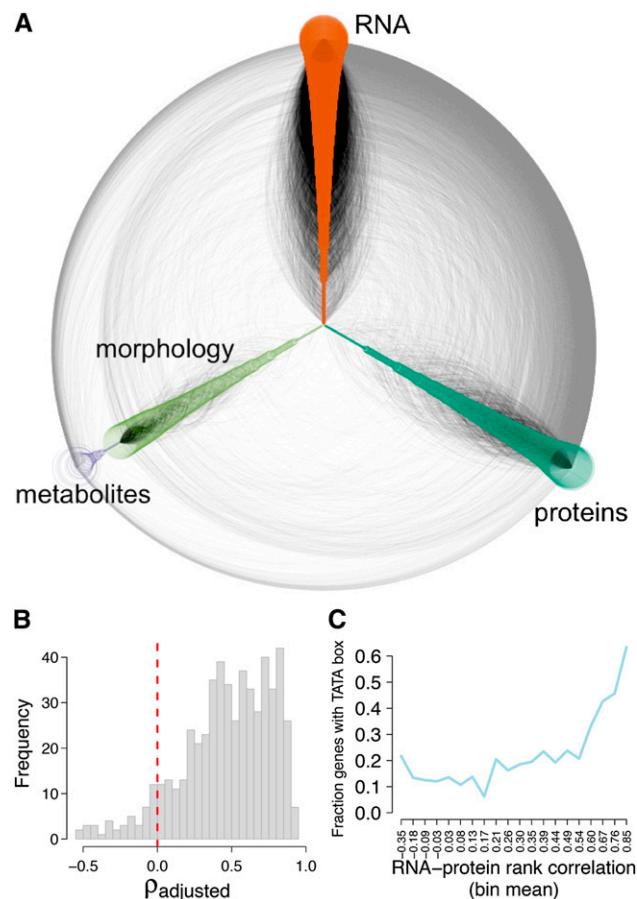 A
RNA
morphology
metabolites
proteins
B
Frequency
40
30
20
10
0
−0.5 0.0 0.5 1.0
ρadjusted
C
Fraction genes with TATA box
0.6
0.5
0.4
0.3
0.2
0.1
0.0
−0.35 −0.18 −0.09 −0.03 0.03 0.08 0.13 0.17 0.21 0.26 0.30 0.35 0.39 0.44 0.49 0.54 0.60 0.67 0.76 0.85
RNA−protein rank correlation
(bin mean)